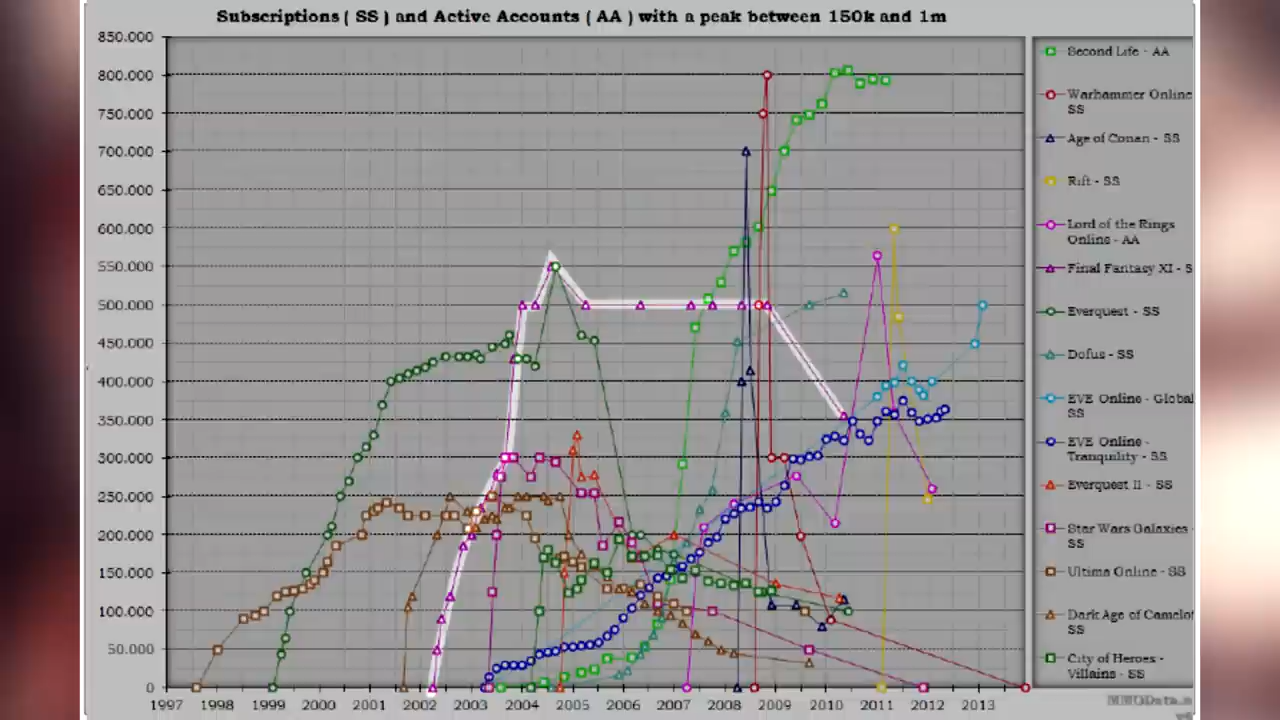 Subscriptions ( SS ) and Active Accounts ( AA ) with a peak between 150k and 1m
850.000
800.000
750.000
700.000
650.000
600.000
550.000
500.000
450.000
400.000
350.000
300.000
250.000
200.000
150.000
100.000
50.000
0
1997 1998 1999 2000 2001 2002 2003 2004 2005 2006 2007 2008 2009 2010 2011 2012 2013
Second Life - AA
Warhammer Online
SS
Age of Conan - SS
Rift - SS
Lord of the Rings
Online - AA
Final Fantasy XI - S
Everquest - SS
Dofus - SS
EVE Online - Global
SS
EVE Online -
Tranquility - SS
Everquest II - SS
Star Wars Galaxies
SS
Ultima Online - SS
Dark Age of Camelot
SS
City of Heroes -
Villains - SS